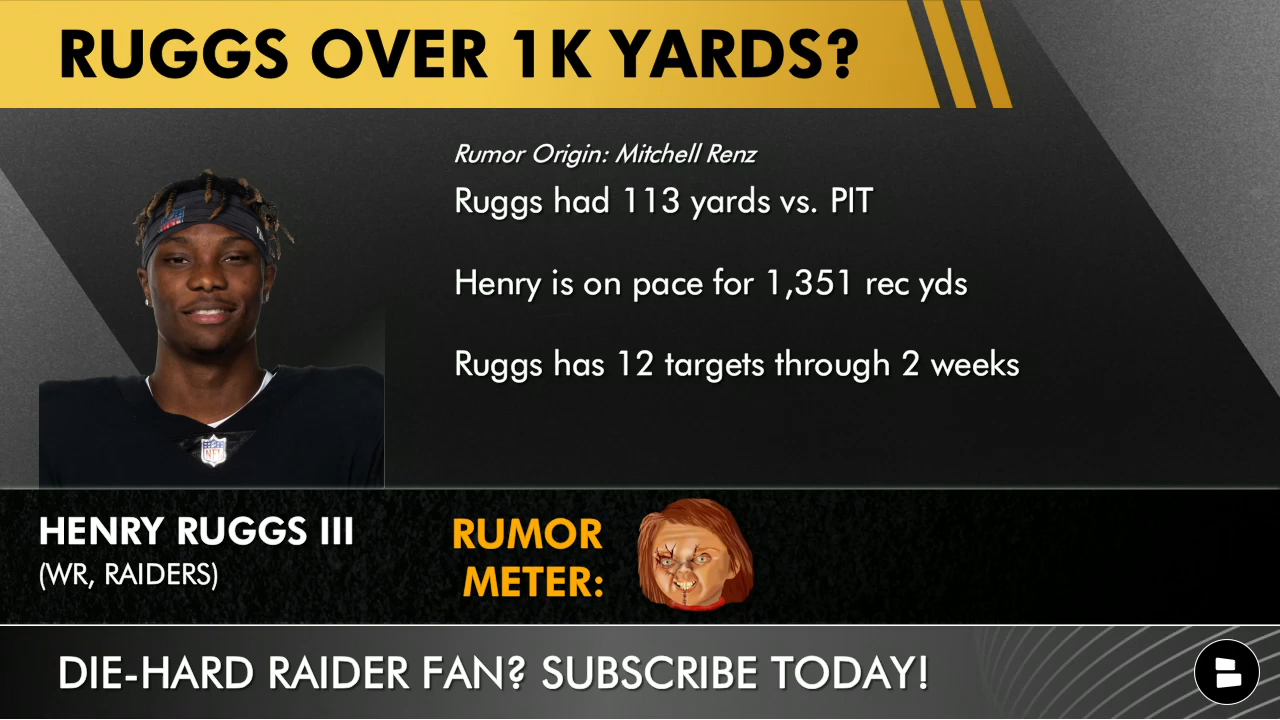 RUGGS OVER 1K YARDS?
Rumor Origin: Mitchell Renz
Ruggs had 113 yards vs. PIT
Henry is on pace for 1,351 rec yds
Ruggs has 12 targets through 2 weeks
NFL
HENRY RUGGS III
(WR, RAIDERS)
RUMOR
METER:
DIE-HARD RAIDER FAN? SUBSCRIBE TODAY!